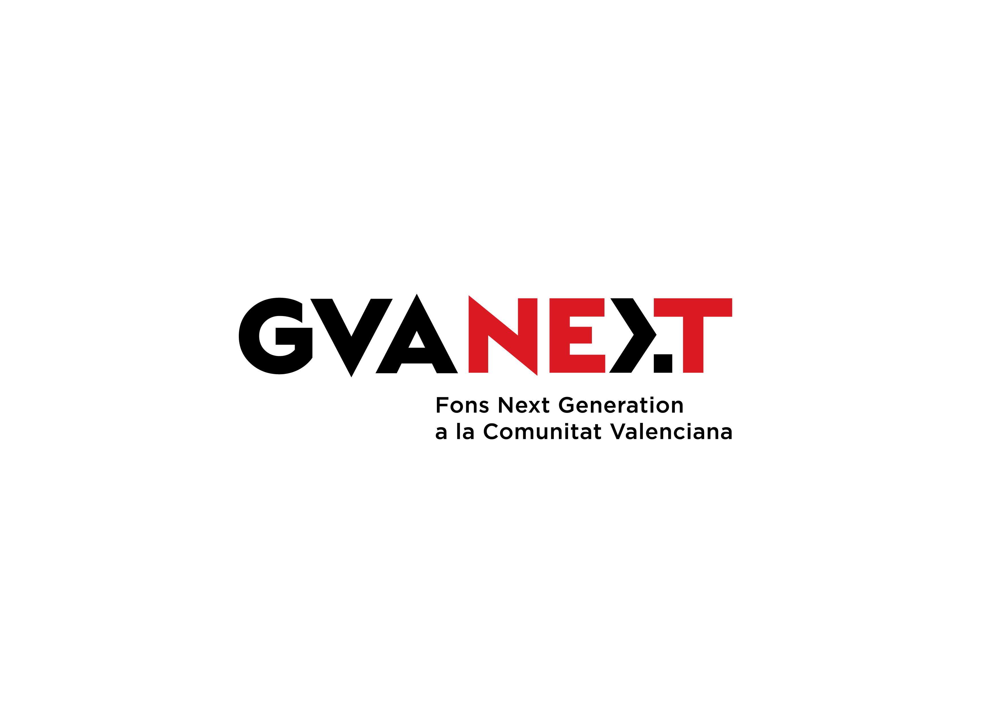 GVANEXT
Fons Next Generation
a la Comunitat Valenciana